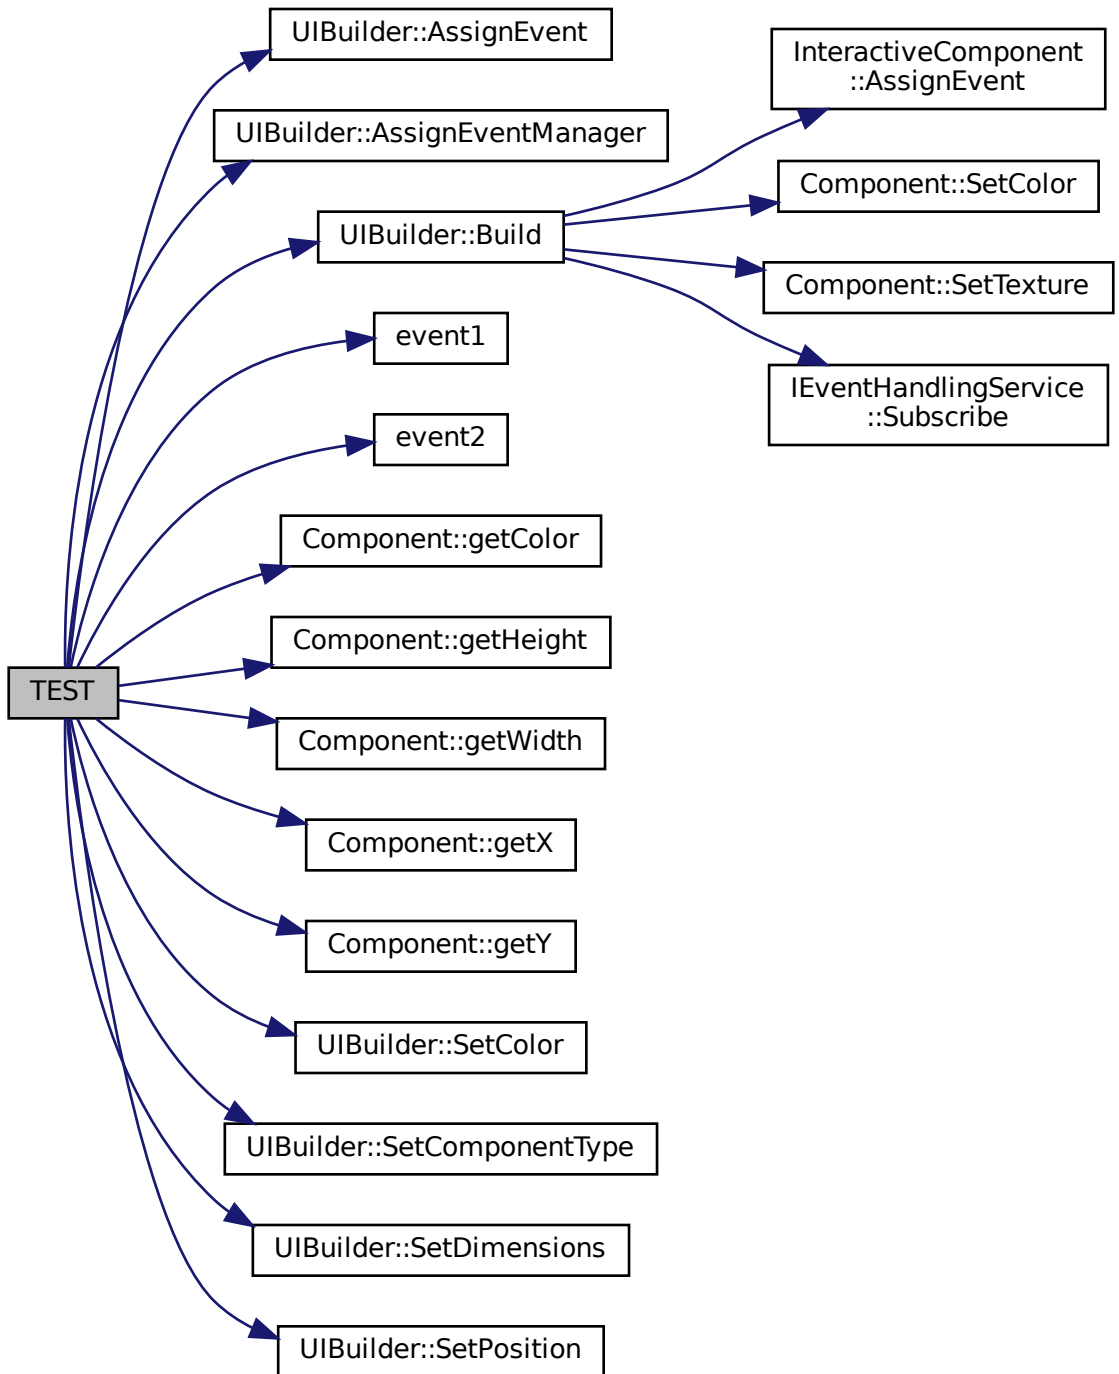 UIBuilder::AssignEvent
InteractiveComponent
::AssignEvent
UIBuilder::AssignEventManager
Component::SetColor
UIBuilder::Build
Component::SetTexture
event1
IEventHandlingService
::Subscribe
event2
Component::getColor
Component::getHeight
TEST
Component::getWidth
Component::getX
Component::getY
UIBuilder::SetColor
UIBuilder::SetComponentType
UIBuilder::SetDimensions
UIBuilder::SetPosition